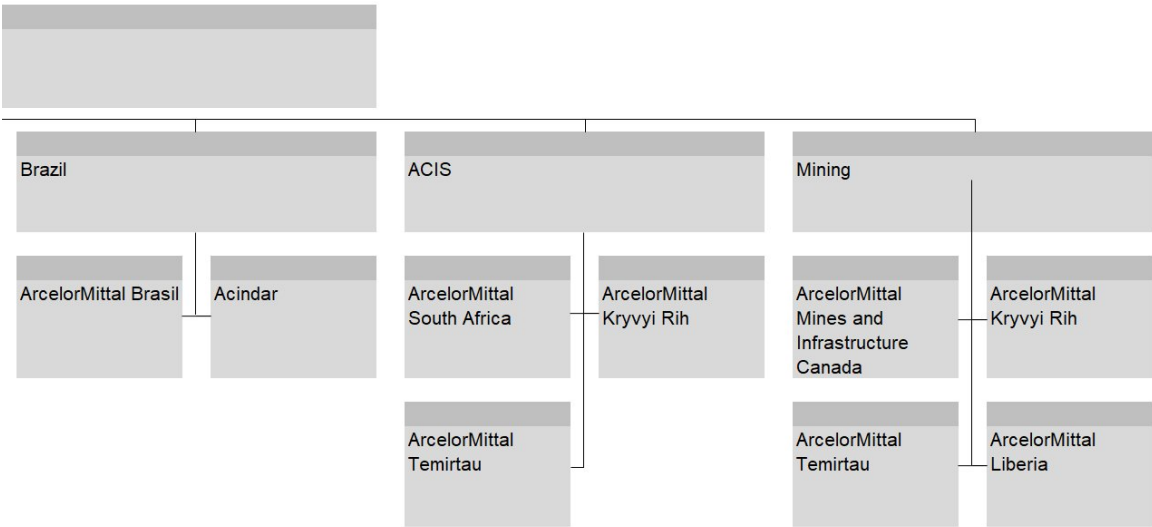 Brazil
ACIS
Mining
ArcelorMittal Brasil
Acindar
ArcelorMittal
South Africa
ArcelorMittal
Kryvyi Rih
ArcelorMittal
Mines and
Infrastructure
Canada
ArcelorMittal
Kryvyi Rih
ArcelorMittal
Temirtau
ArcelorMittal
Temirtau
ArcelorMittal
Liberia